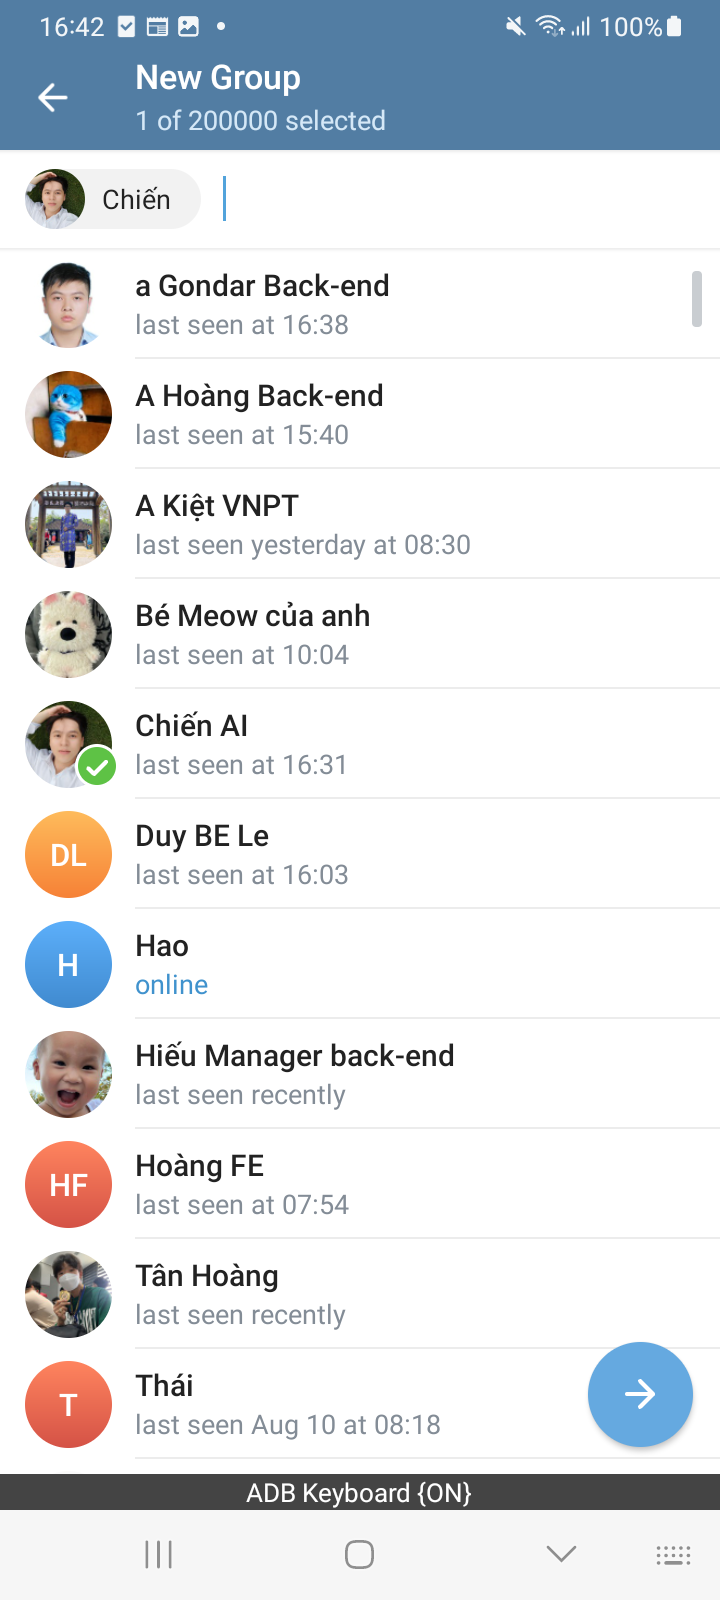 16:42
100%
New Group
1 of 200000 selected
Chiến
a Gondar Back-end
last seen at 16:38
A Hoàng Back-end
last seen at 15:40
A Kiệt VNPT
last seen yesterday at 08:30
Bé Meow của anh
last seen at 10:04
Chiến AI
last seen at 16:31
DL
Duy BE Le
last seen at 16:03
H
Hao
online
Hiếu Manager back-end
last seen recently
HF
Hoàng FE
last seen at 07:54
Tân Hoàng
last seen recently
T
Thái
last seen Aug 10 at 08:18
ADB Keyboard {ON}